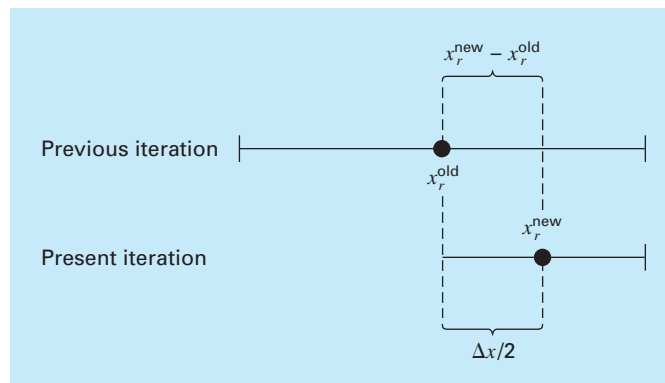 x_r^new − x_r^old
Previous iteration
x_r^old
x_r^new
Present iteration
Δx/2